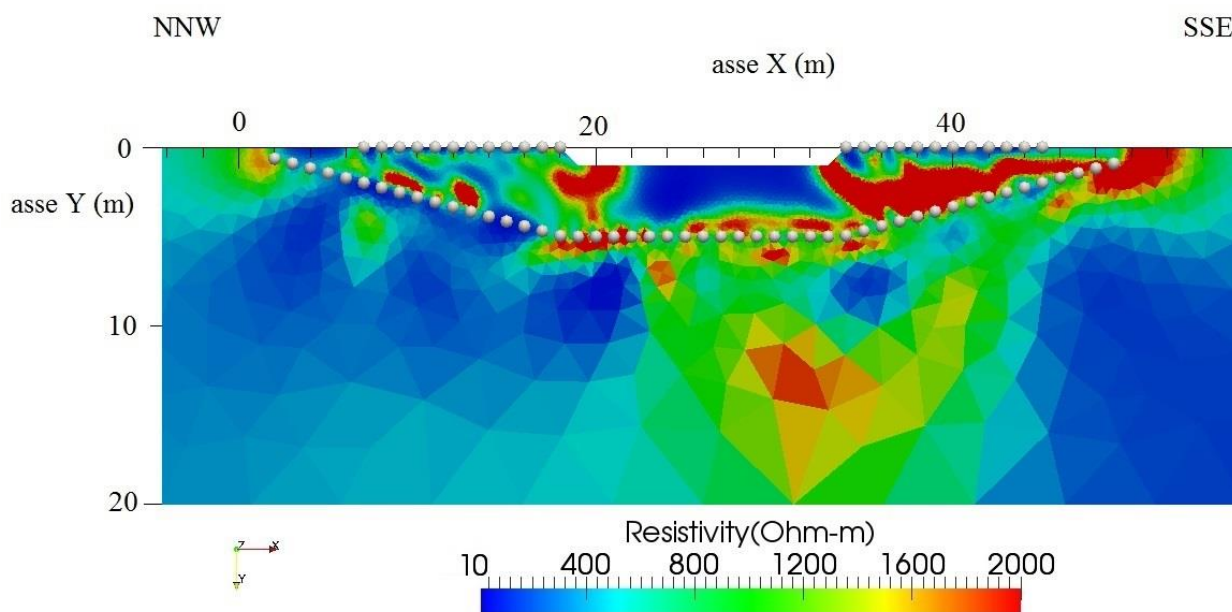 NNW SSE
asse X (m)
0 20 40
0
asse Y (m)
10
20
Resistivity(Ohm-m)
10 400 800 1200 1600 2000
Z X
Y